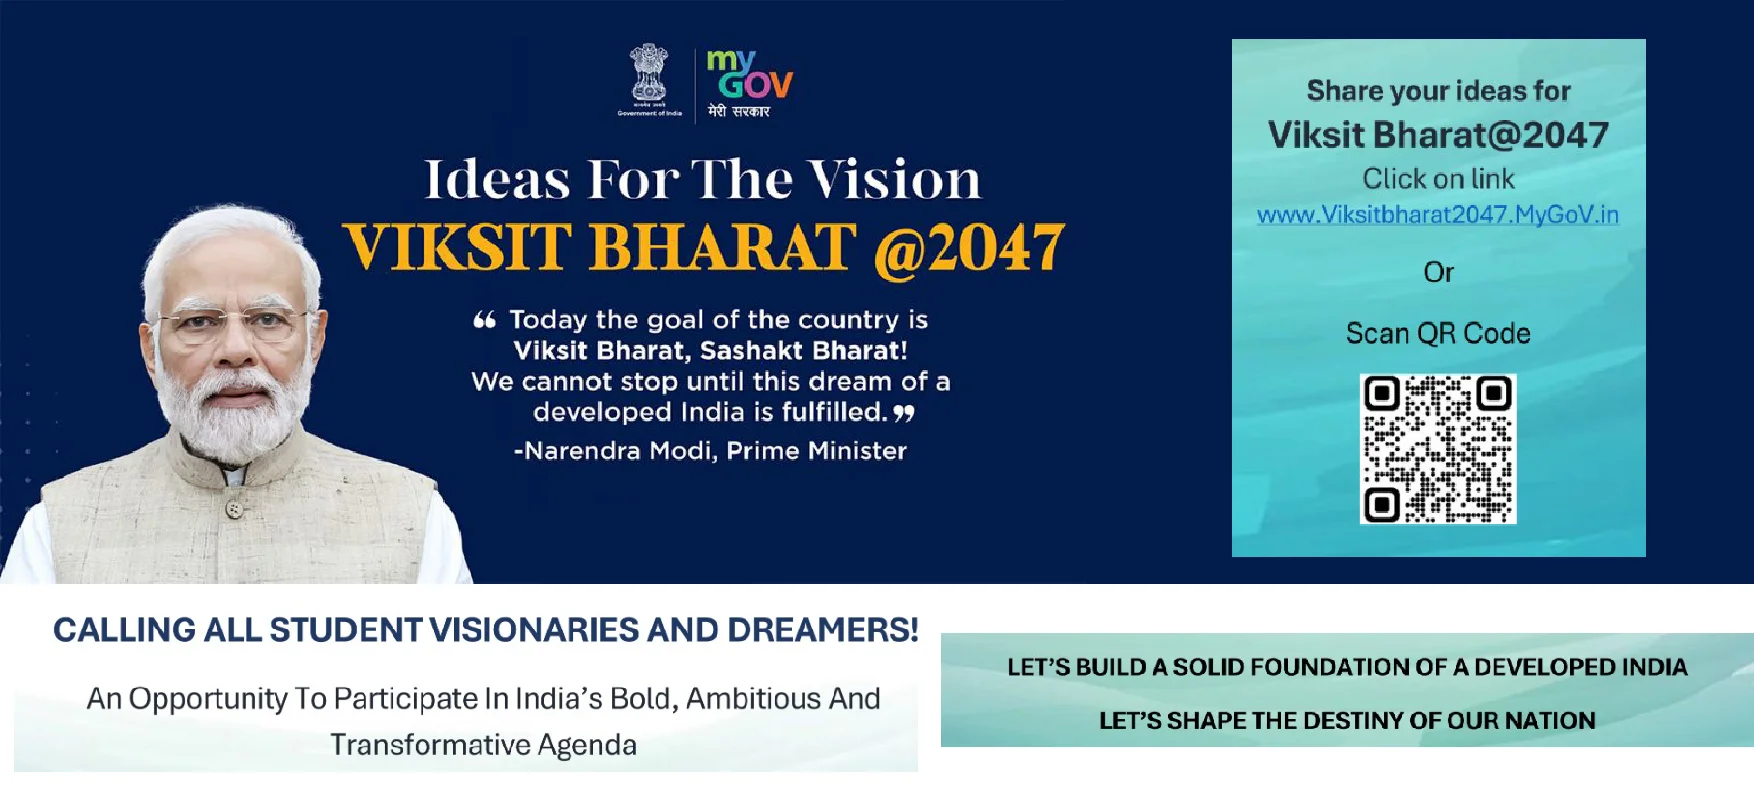 सत्यमेव जयते
Government of India
my
GOV
मेरी सरकार
Ideas For The Vision
VIKSIT BHARAT @2047
“ Today the goal of the country is
Viksit Bharat, Sashakt Bharat!
We cannot stop until this dream of a
developed India is fulfilled. ”
-Narendra Modi, Prime Minister
Share your ideas for
Viksit Bharat@2047
Click on link
www.Viksitbharat2047.MyGoV.in
Or
Scan QR Code
CALLING ALL STUDENT VISIONARIES AND DREAMERS!
An Opportunity To Participate In India’s Bold, Ambitious And
Transformative Agenda
LET’S BUILD A SOLID FOUNDATION OF A DEVELOPED INDIA
LET’S SHAPE THE DESTINY OF OUR NATION